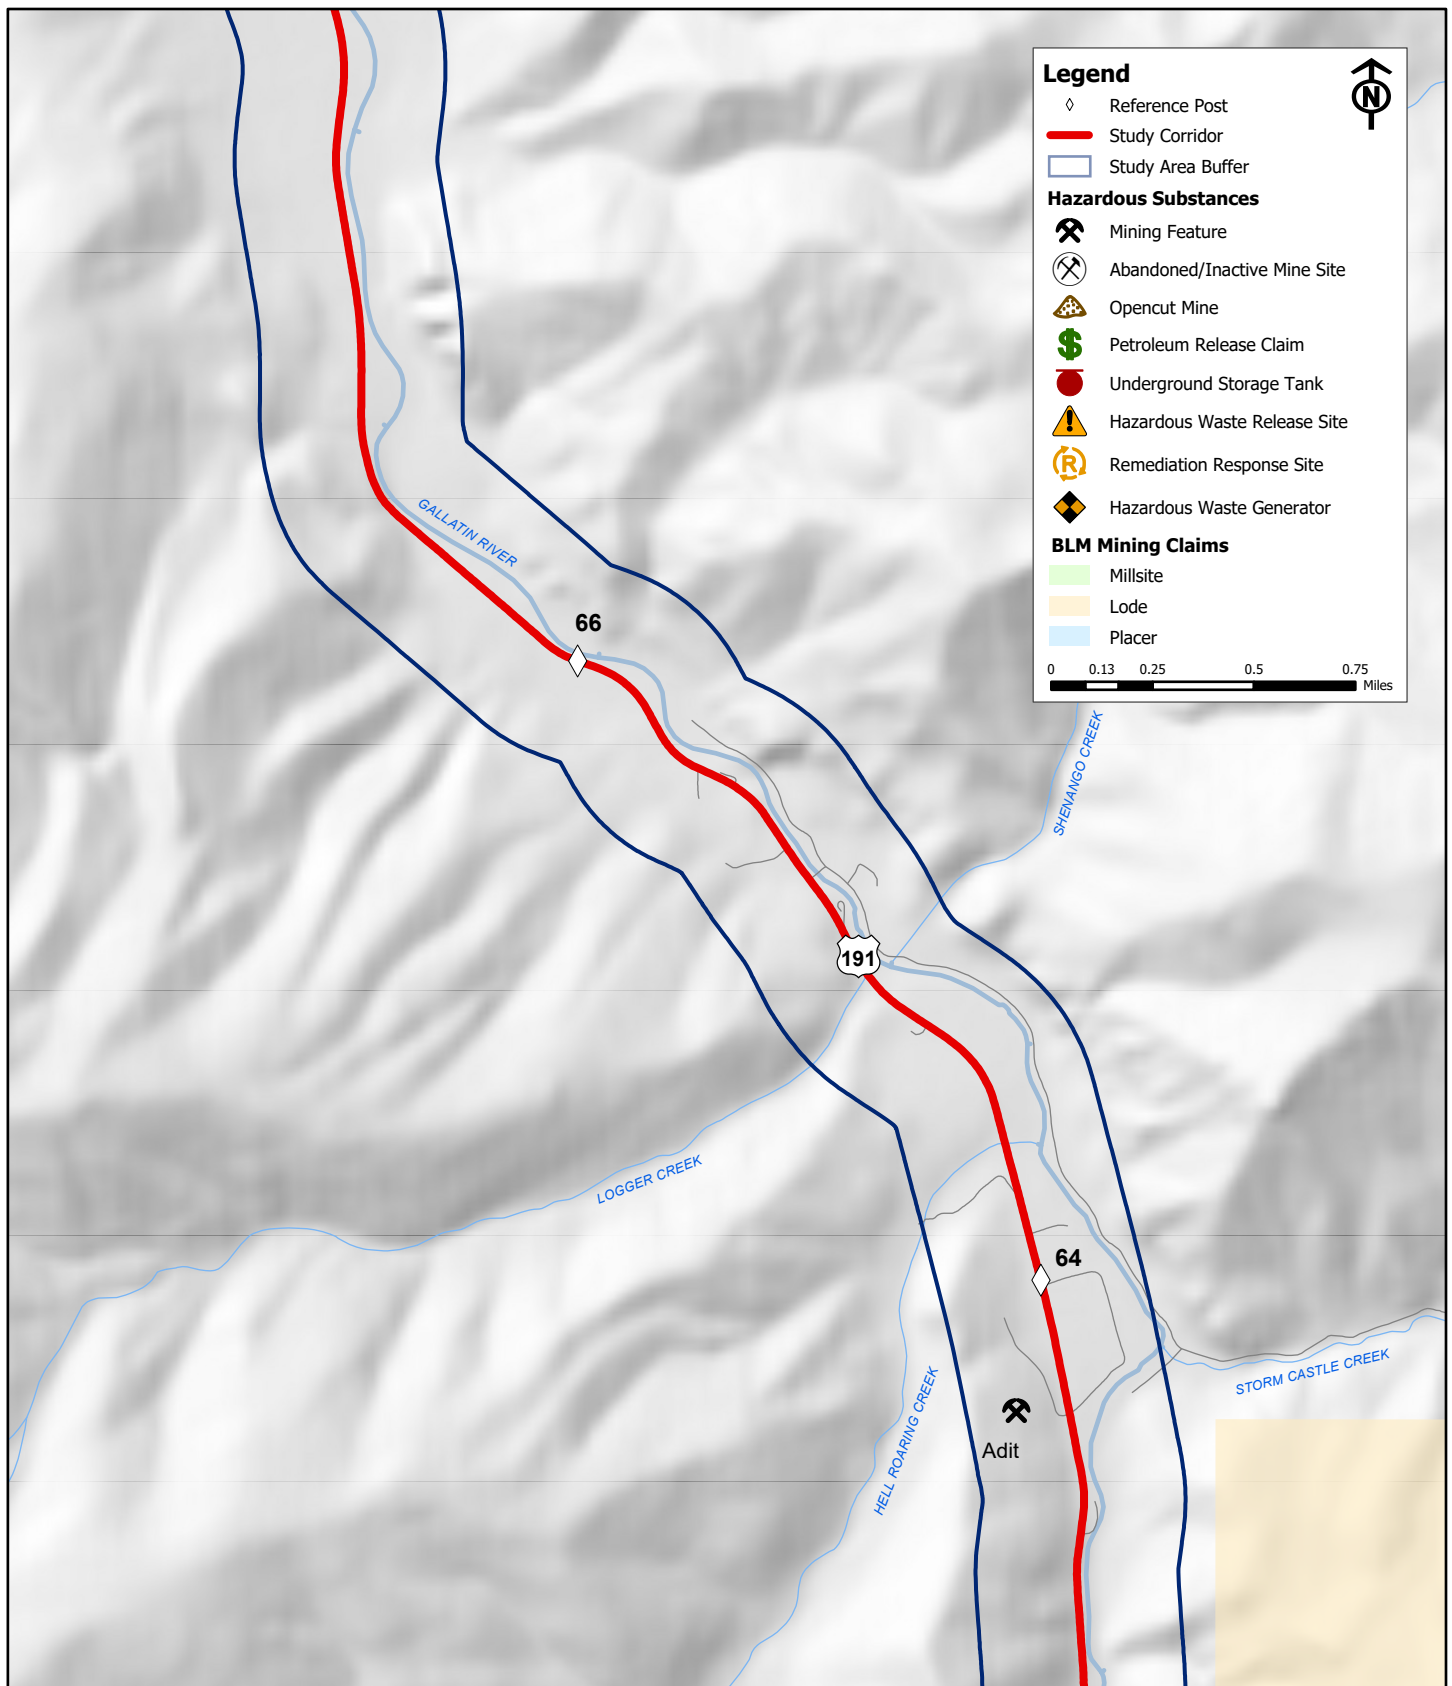 Legend
N
Reference Post
Study Corridor
Study Area Buffer
Hazardous Substances
Mining Feature
Abandoned/Inactive Mine Site
Opencut Mine
$ Petroleum Release Claim
Underground Storage Tank
! Hazardous Waste Release Site
R Remediation Response Site
Hazardous Waste Generator
BLM Mining Claims
Millsite
Lode
Placer
0 0.13 0.25 0.5 0.75
Miles
GALLATIN RIVER
66
SHENANGO CREEK
191
LOGGER CREEK
64
STORM CASTLE CREEK
HELL ROARING CREEK
Adit